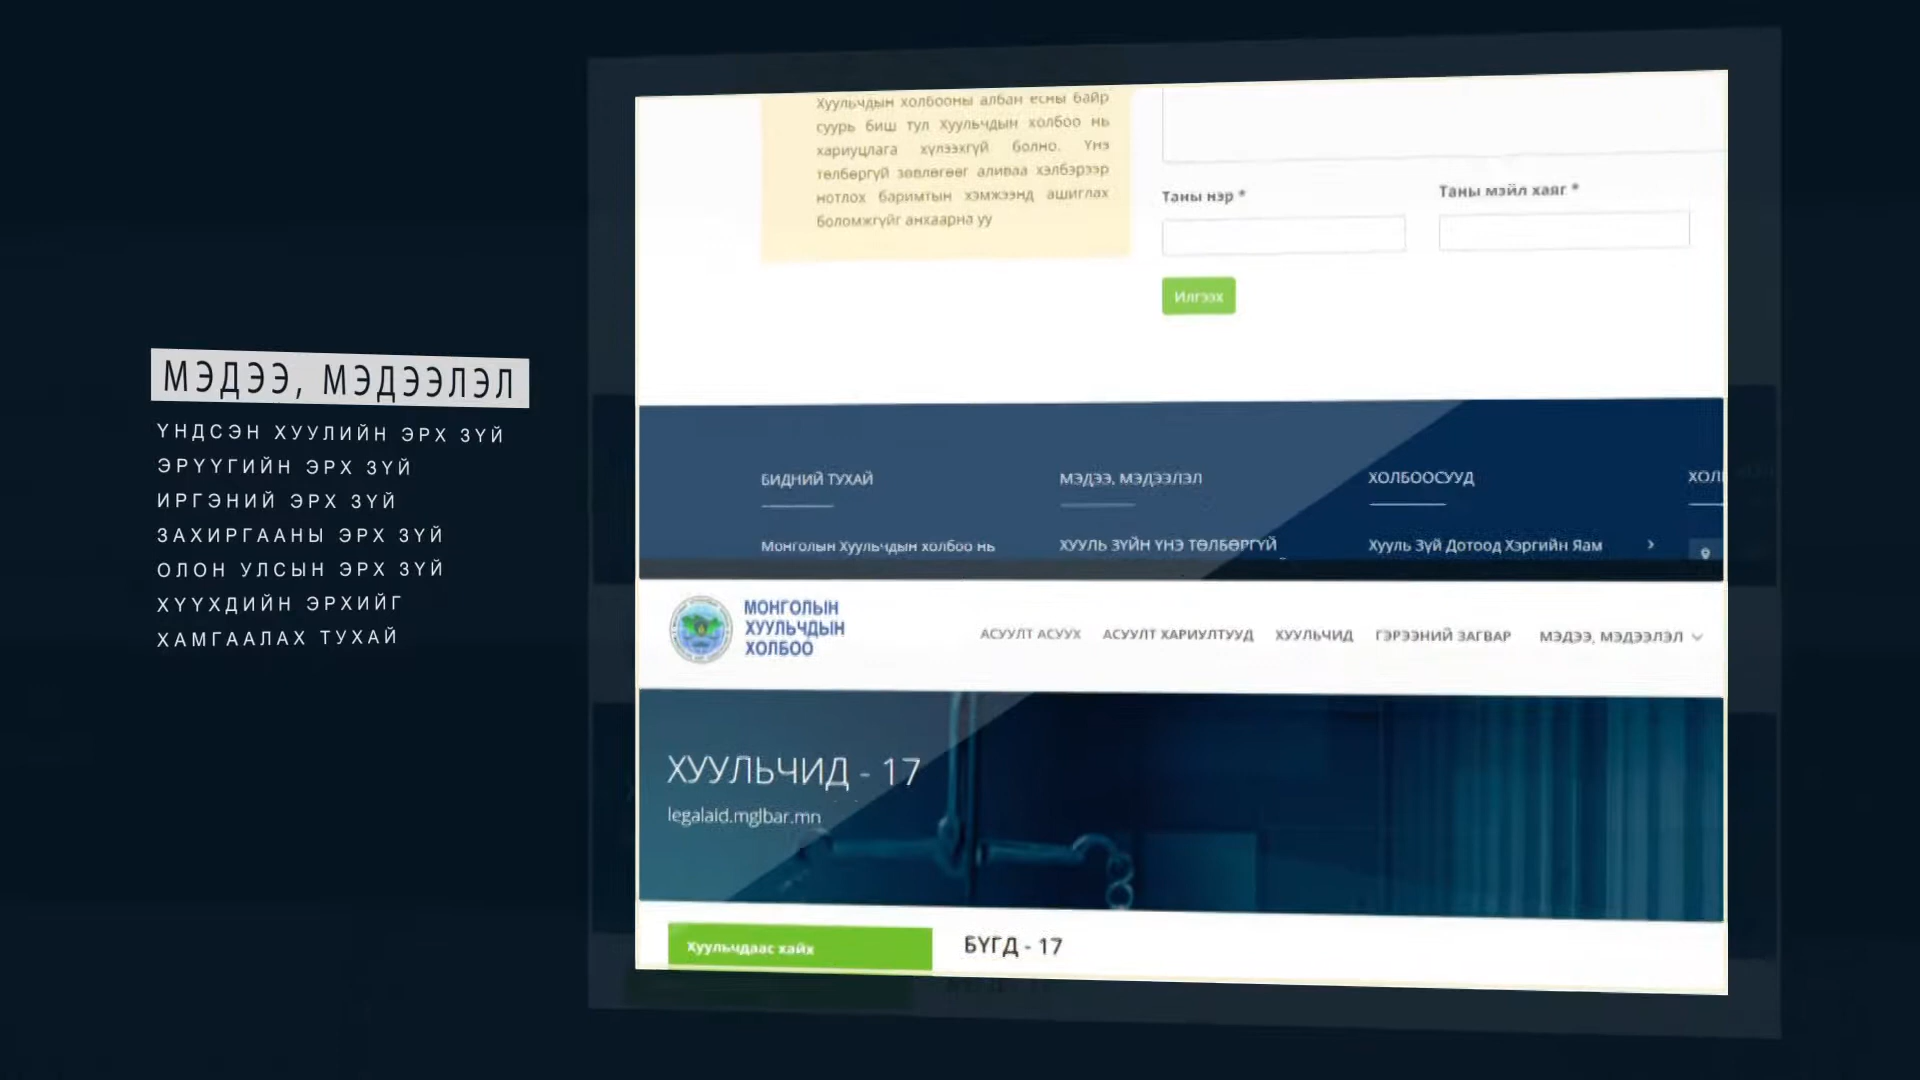 МЭДЭЭ, МЭДЭЭЛЭЛ
ҮНДСЭН ХУУЛИЙН ЭРХ ЗҮЙ
ЭРҮҮГИЙН ЭРХ ЗҮЙ
ИРГЭНИЙ ЭРХ ЗҮЙ
ЗАХИРГААНЫ ЭРХ ЗҮЙ
ОЛОН УЛСЫН ЭРХ ЗҮЙ
ХҮҮХДИЙН ЭРХИЙГ
ХАМГААЛАХ ТУХАЙ
Хуульчдын холбооны албан ёсны байр
суурь биш тул Хуульчдын холбоо нь
хариуцлага хүлээхгүй болно. Үнэ
төлбөргүй зөвлөгөөг аливаа хэлбэрээр
нотлох баримтын хэмжээнд ашиглах
боломжгүйг анхаарна уу
Таны нэр *
Таны мэйл хаяг *
Илгээх
БИДНИЙ ТУХАЙ
МЭДЭЭ, МЭДЭЭЛЭЛ
ХОЛБООСУУД
ХОЛ
Монголын Хуульчдын холбоо нь
ХУУЛЬ ЗҮЙН ҮНЭ ТӨЛБӨРГҮЙ
Хууль Зүй Дотоод Хэргийн Яам
МОНГОЛЫН
ХУУЛЬЧДЫН
ХОЛБОО
АСУУЛТ АСУУХ
АСУУЛТ ХАРИУЛТУУД
ХУУЛЬЧИД
ГЭРЭЭНИЙ ЗАГВАР
МЭДЭЭ, МЭДЭЭЛЭЛ
ХУУЛЬЧИД - 17
legalaid.mglbar.mn
Хуульчдаас хайх
БҮГД - 17